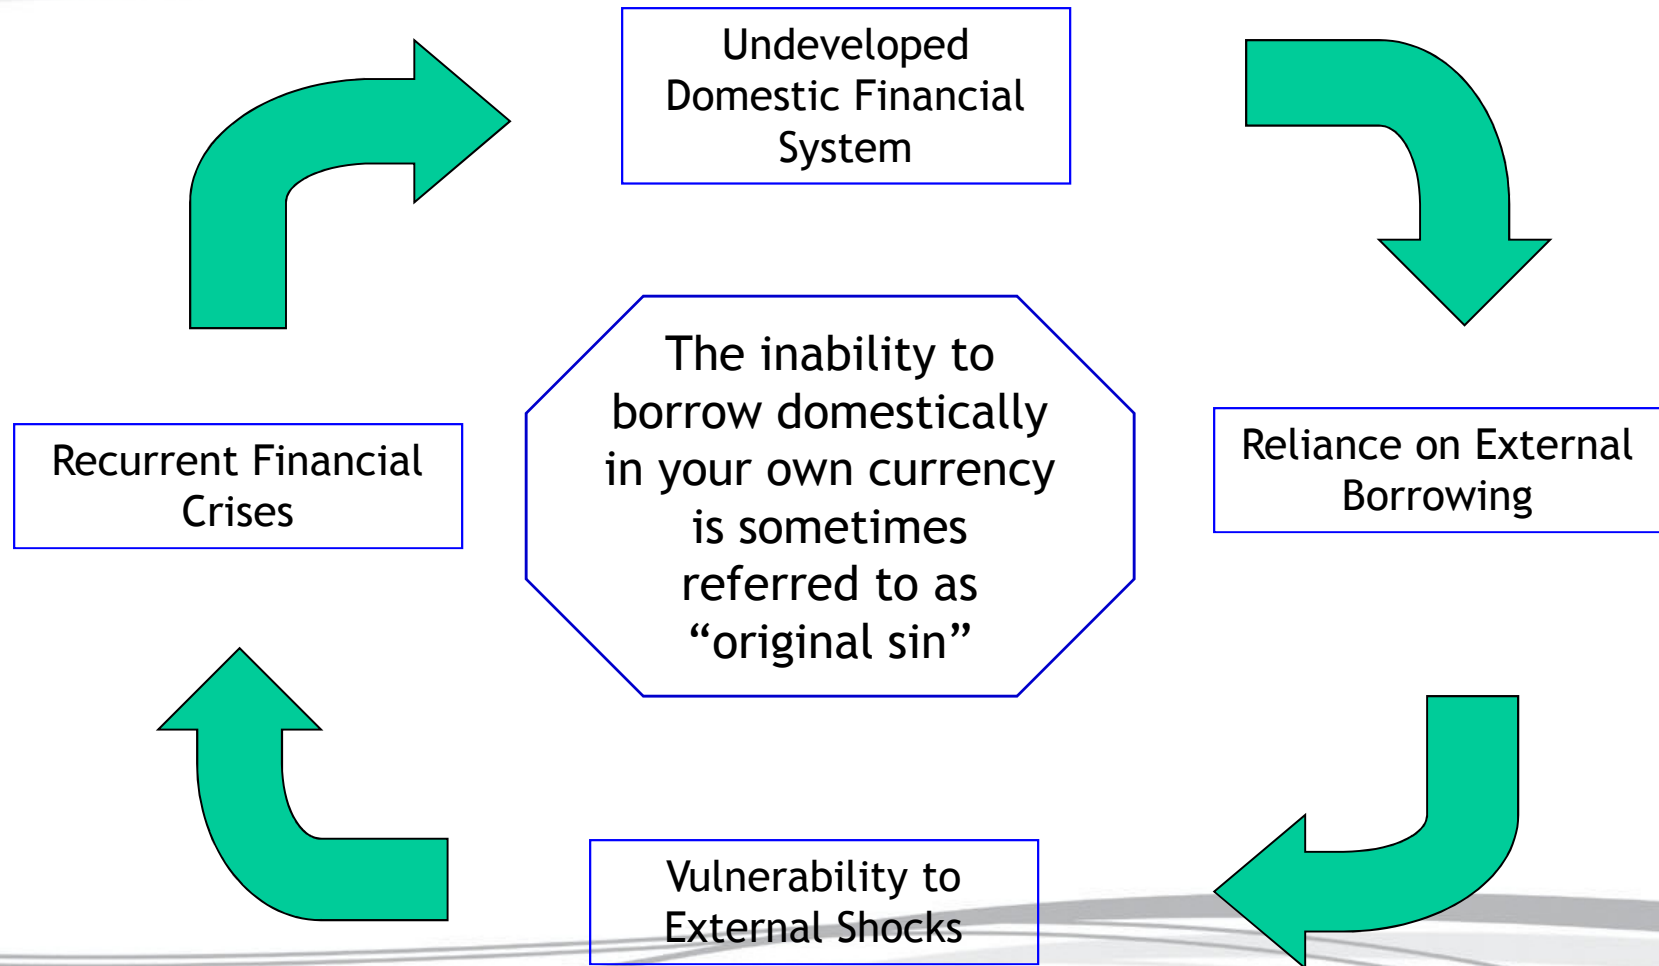 Undeveloped
Domestic Financial
System
The inability to
borrow domestically
in your own currency
is sometimes
referred to as
“original sin”
Recurrent Financial
Crises
Reliance on External
Borrowing
Vulnerability to
External Shocks